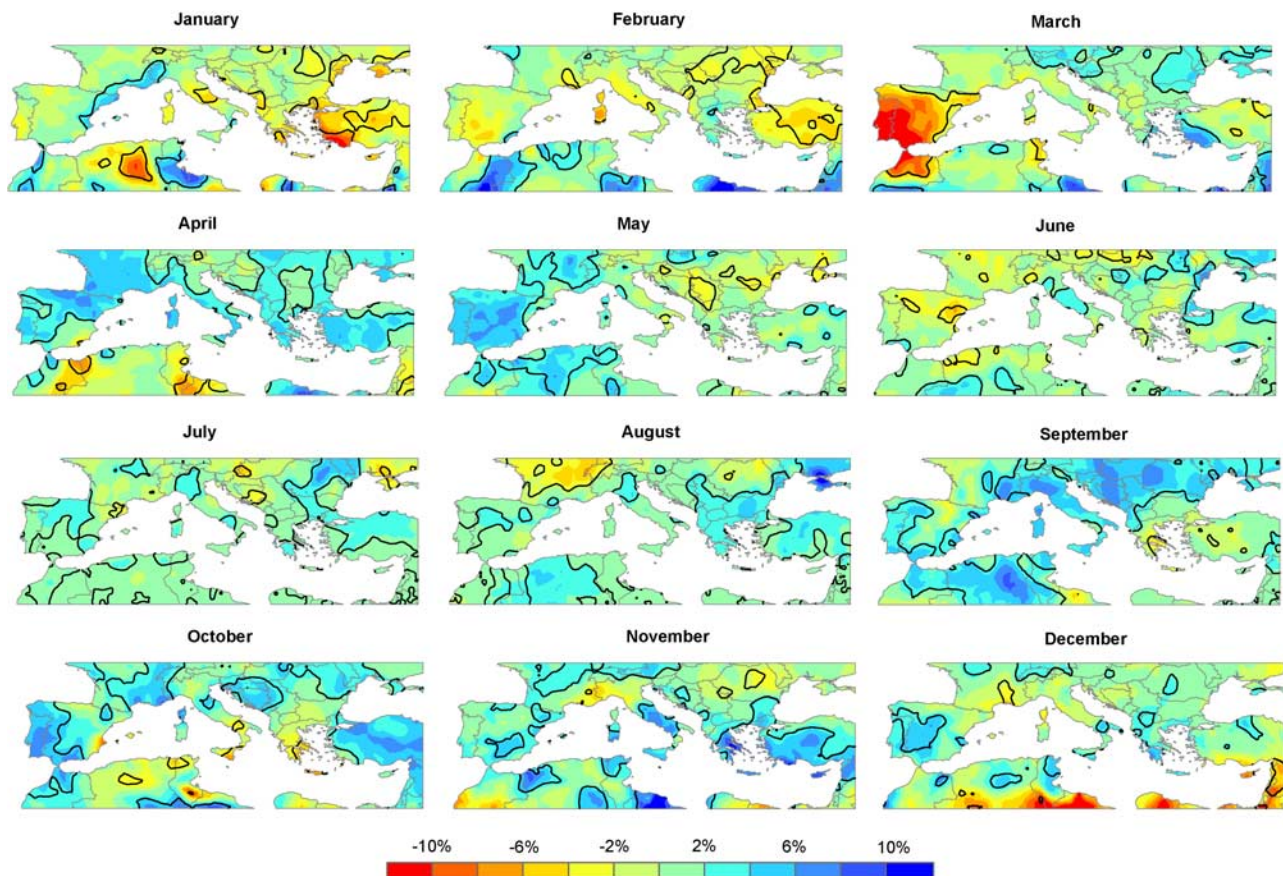 January February March
April May June
July August September
October November December
-10% -6% -2% 2% 6% 10%